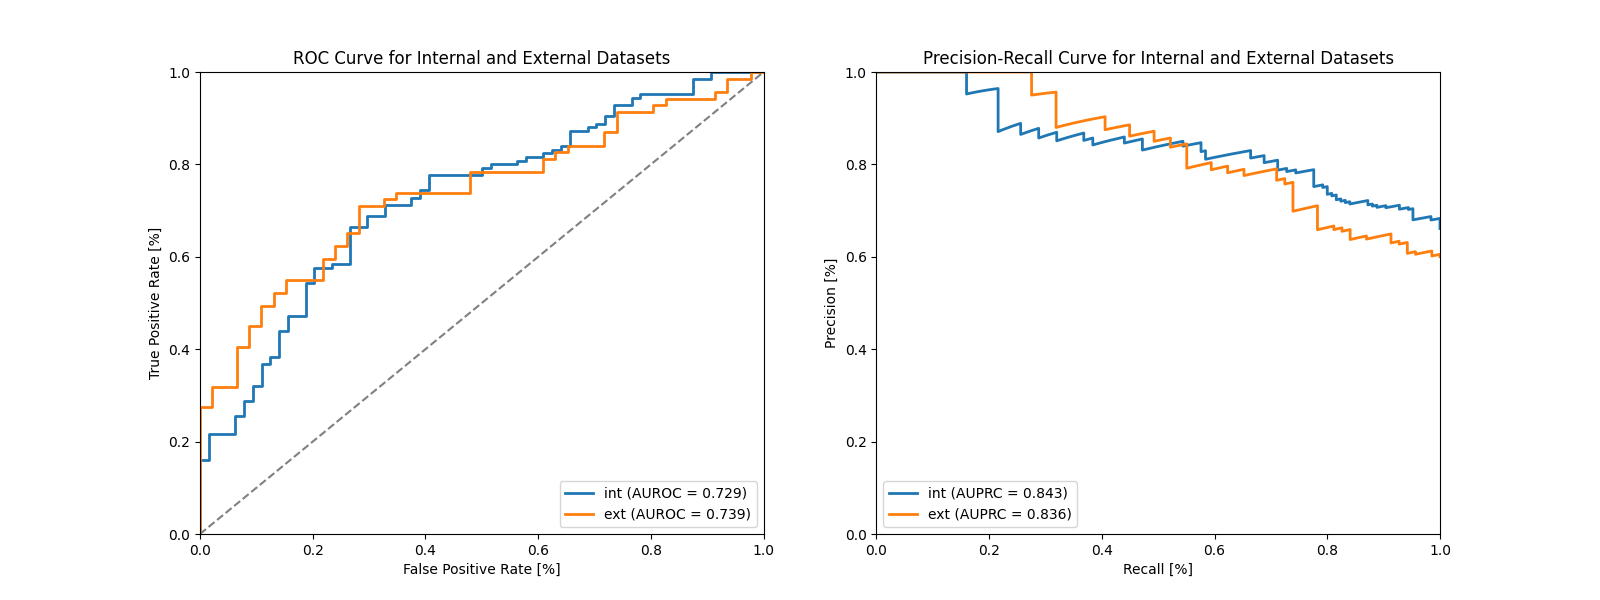 ROC Curve for Internal and External Datasets
True Positive Rate [%]
1.0
0.8
0.6
0.4
0.2
0.0
int (AUROC = 0.729)
ext (AUROC = 0.739)
0.0 0.2 0.4 0.6 0.8 1.0
False Positive Rate [%]
Precision-Recall Curve for Internal and External Datasets
Precision [%]
1.0
0.8
0.6
0.4
0.2
0.0
int (AUPRC = 0.843)
ext (AUPRC = 0.836)
0.0 0.2 0.4 0.6 0.8 1.0
Recall [%]